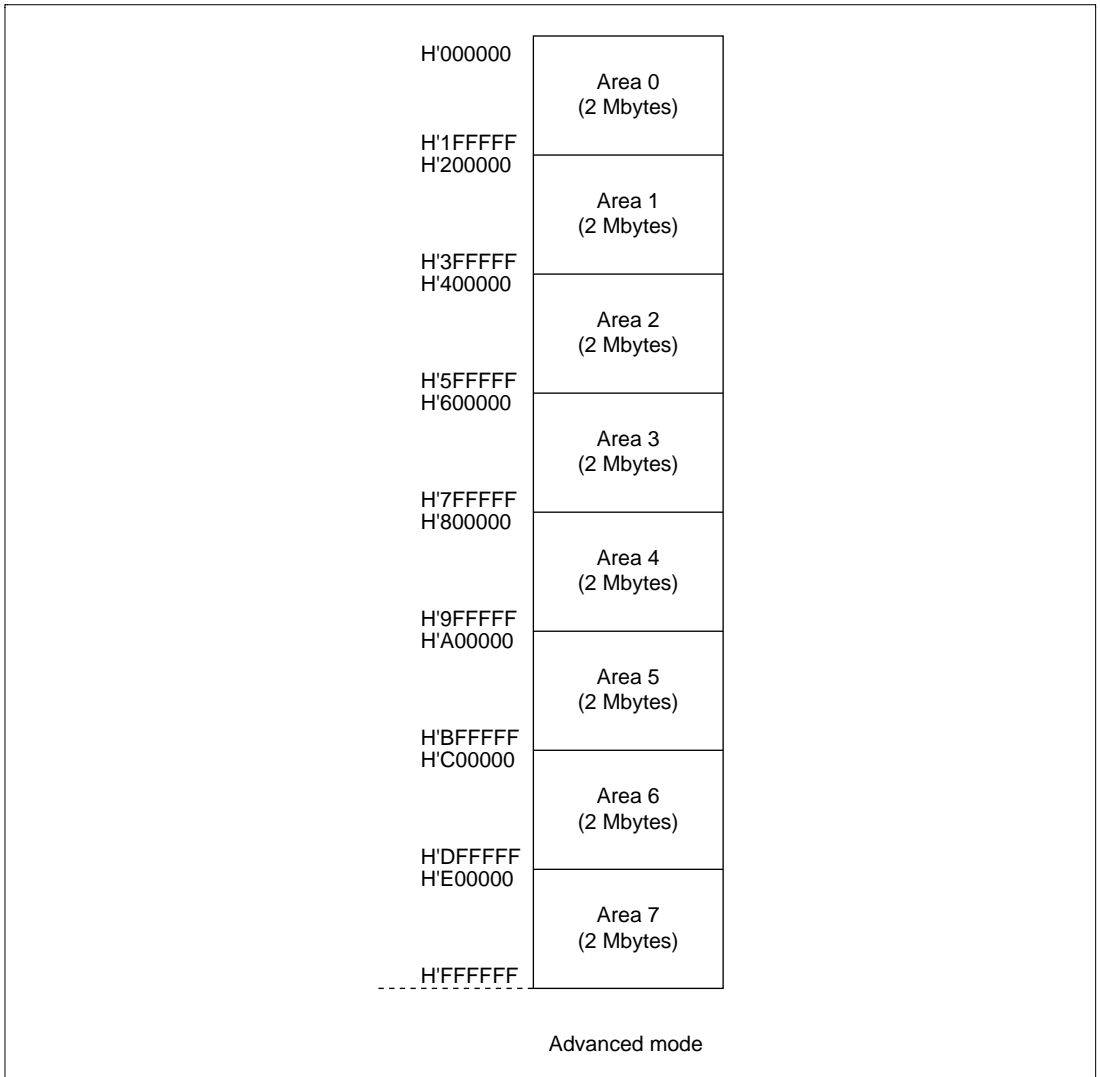 H'000000
Area 0
(2 Mbytes)
H'1FFFFF
H'200000
Area 1
(2 Mbytes)
H'3FFFFF
H'400000
Area 2
(2 Mbytes)
H'5FFFFF
H'600000
Area 3
(2 Mbytes)
H'7FFFFF
H'800000
Area 4
(2 Mbytes)
H'9FFFFF
H'A00000
Area 5
(2 Mbytes)
H'BFFFFF
H'C00000
Area 6
(2 Mbytes)
H'DFFFFF
H'E00000
Area 7
(2 Mbytes)
H'FFFFFF
Advanced mode